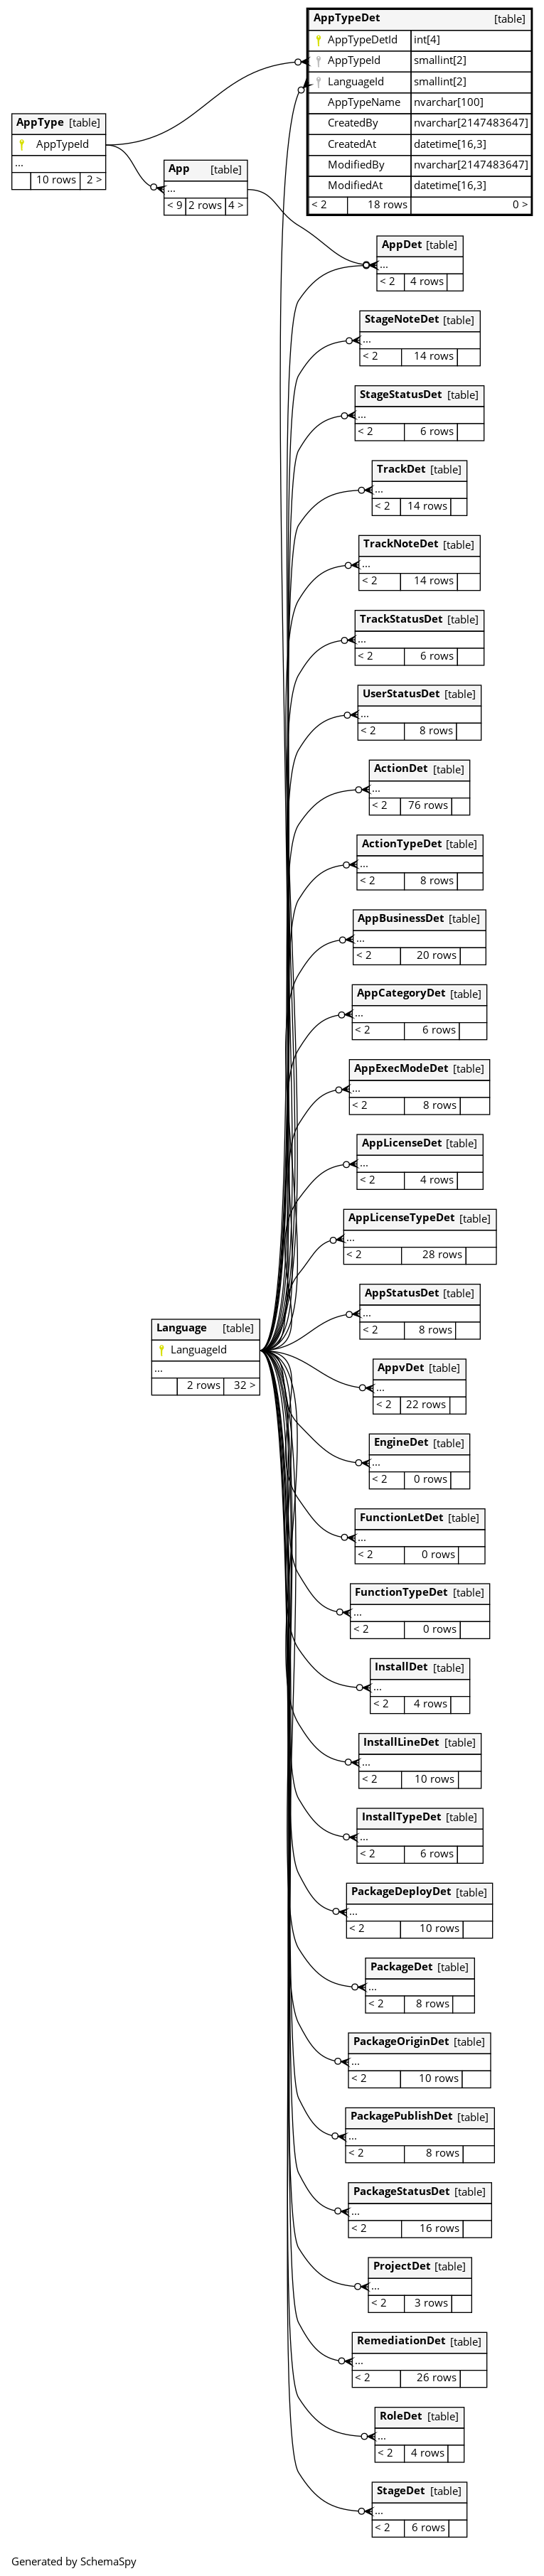 AppTypeDet [table]
AppTypeDetId int[4]
AppTypeId smallint[2]
LanguageId smallint[2]
AppTypeName nvarchar[100]
CreatedBy nvarchar[2147483647]
CreatedAt datetime[16,3]
ModifiedBy nvarchar[2147483647]
ModifiedAt datetime[16,3]
< 2 18 rows 0 >
AppType [table]
AppTypeId
...
10 rows 2 >
App [table]
...
< 9 2 rows 4 >
AppDet [table]
...
< 2 4 rows
StageNoteDet [table]
...
< 2 14 rows
StageStatusDet [table]
...
< 2 6 rows
TrackDet [table]
...
< 2 14 rows
TrackNoteDet [table]
...
< 2 14 rows
TrackStatusDet [table]
...
< 2 6 rows
UserStatusDet [table]
...
< 2 8 rows
ActionDet [table]
...
< 2 76 rows
ActionTypeDet [table]
...
< 2 8 rows
AppBusinessDet [table]
...
< 2 20 rows
AppCategoryDet [table]
...
< 2 6 rows
AppExecModeDet [table]
...
< 2 8 rows
AppLicenseDet [table]
...
< 2 4 rows
AppLicenseTypeDet [table]
...
< 2 28 rows
AppStatusDet [table]
...
< 2 8 rows
Language [table]
LanguageId
...
2 rows 32 >
AppvDet [table]
...
< 2 22 rows
EngineDet [table]
...
< 2 0 rows
FunctionLetDet [table]
...
< 2 0 rows
FunctionTypeDet [table]
...
< 2 0 rows
InstallDet [table]
...
< 2 4 rows
InstallLineDet [table]
...
< 2 10 rows
InstallTypeDet [table]
...
< 2 6 rows
PackageDeployDet [table]
...
< 2 10 rows
PackageDet [table]
...
< 2 8 rows
PackageOriginDet [table]
...
< 2 10 rows
PackagePublishDet [table]
...
< 2 8 rows
PackageStatusDet [table]
...
< 2 16 rows
ProjectDet [table]
...
< 2 3 rows
RemediationDet [table]
...
< 2 26 rows
RoleDet [table]
...
< 2 4 rows
StageDet [table]
...
< 2 6 rows
Generated by SchemaSpy